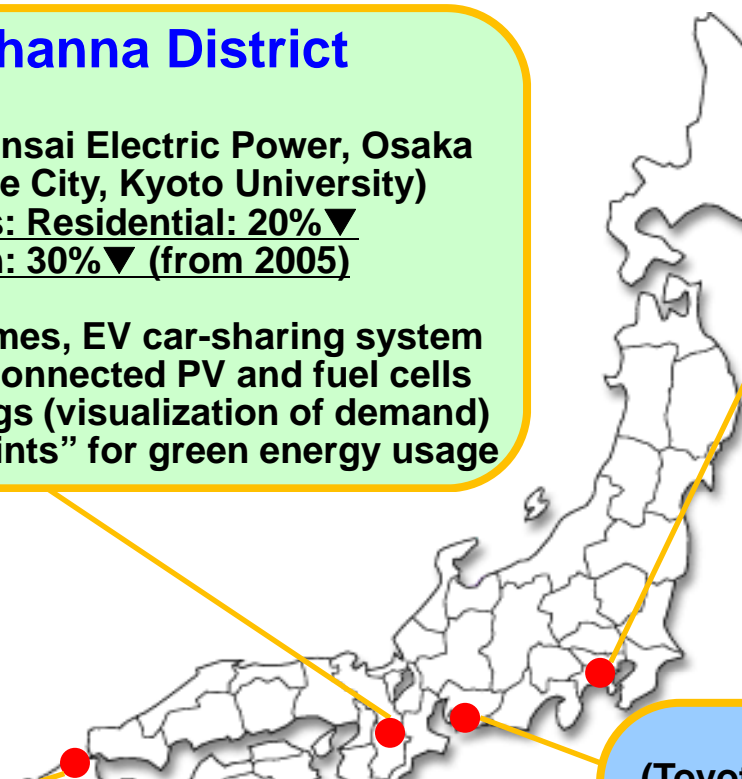 hanna District
nsai Electric Power, Osaka
e City, Kyoto University)
s: Residential: 20%▼
n: 30%▼ (from 2005)
mes, EV car-sharing system
onnected PV and fuel cells
gs (visualization of demand)
ints” for green energy usage
(Toyot